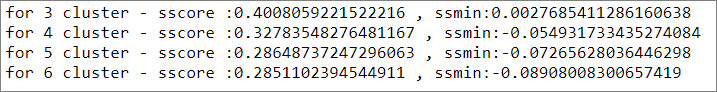 for 3 cluster - sscore :0.4008059221522216 , ssmin:0.0027685411286160638
for 4 cluster - sscore :0.32783548276481167 , ssmin:-0.054931733435274084
for 5 cluster - sscore :0.28648737247296063 , ssmin:-0.07265628036446298
for 6 cluster - sscore :0.2851102394544911 , ssmin:-0.08908008300657419